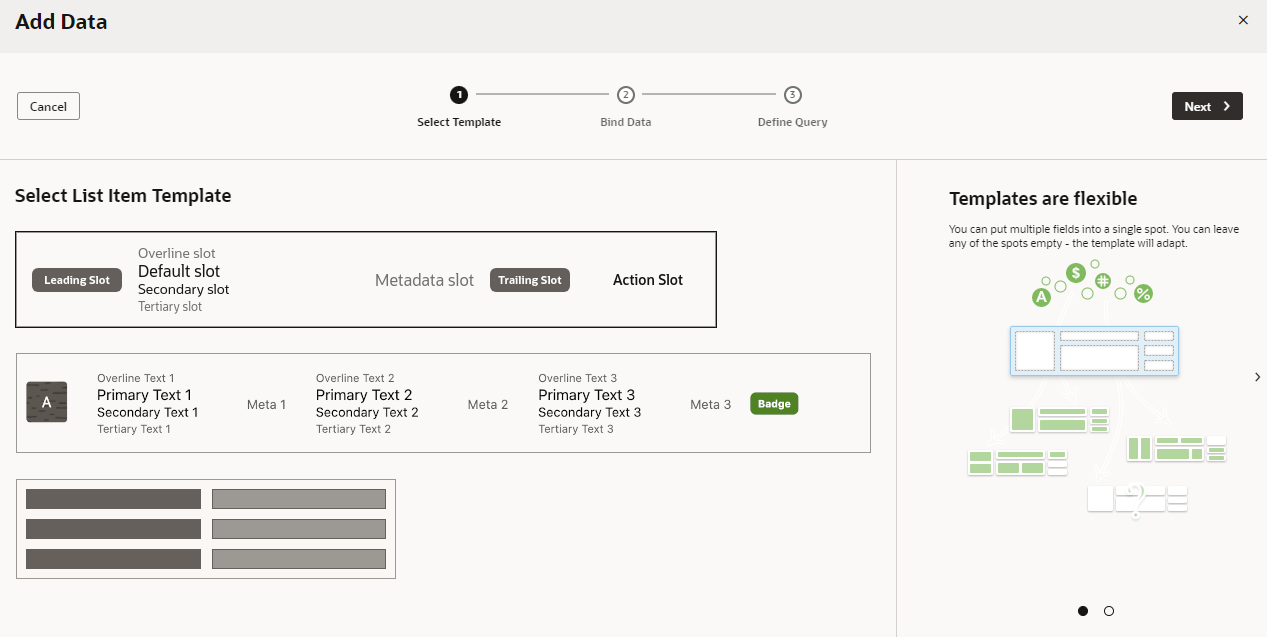 Add Data
Cancel
1
2
3
Select Template
Bind Data
Define Query
Next
Select List Item Template
Leading Slot
Overline slot
Default slot
Secondary slot
Tertiary slot
Metadata slot
Trailing Slot
Action Slot
A
Overline Text 1
Primary Text 1
Secondary Text 1
Tertiary Text 1
Meta 1
Overline Text 2
Primary Text 2
Secondary Text 2
Tertiary Text 2
Meta 2
Overline Text 3
Primary Text 3
Secondary Text 3
Tertiary Text 3
Meta 3
Badge
Templates are flexible
You can put multiple fields into a single spot. You can leave
any of the spots empty - the template will adapt.
A $ # %
?